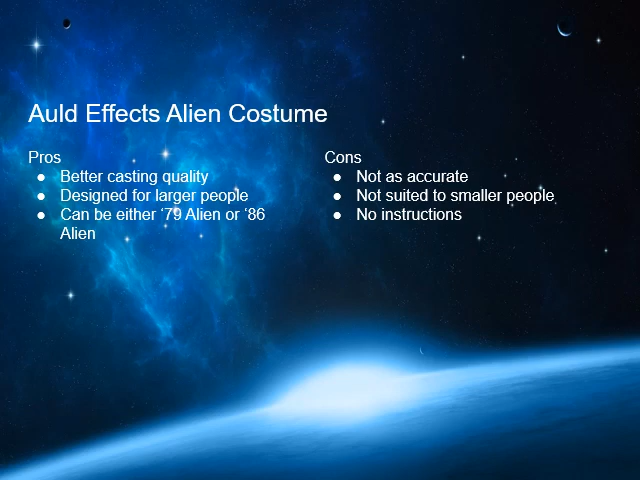 Auld Effects Alien Costume
Pros
● Better casting quality
● Designed for larger people
● Can be either ‘79 Alien or ‘86
Alien
Cons
● Not as accurate
● Not suited to smaller people
● No instructions